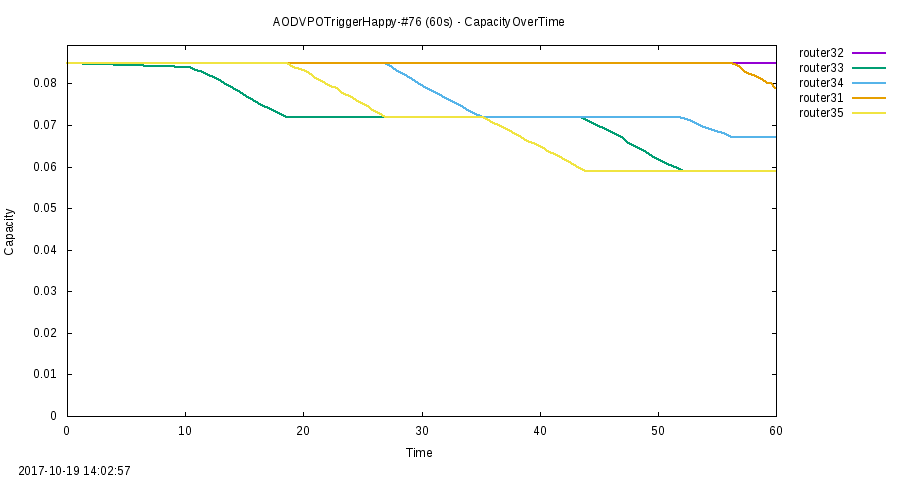 AODVPOTriggerHappy-#76 (60s) - CapacityOverTime
router32
router33
router34
router31
router35
0.08
0.07
0.06
0.05
0.04
0.03
0.02
0.01
0
Capacity
0 10 20 30 40 50 60
Time
2017-10-19 14:02:57